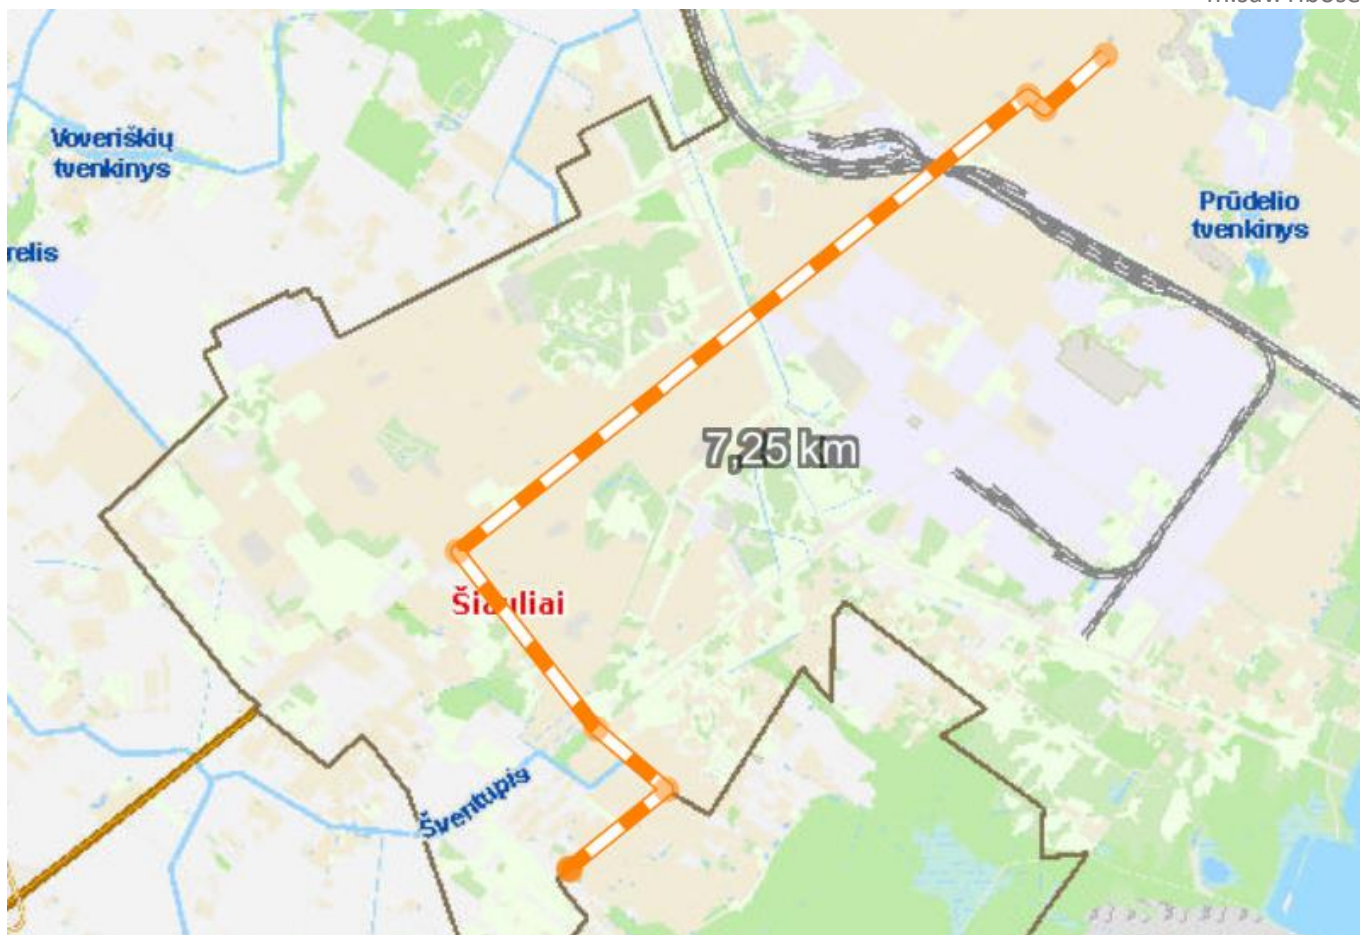 Voveriškių
tvenkinys
Prūdelio
tvenkinys
relis
7,25 km
Šiauliai
Šventupis